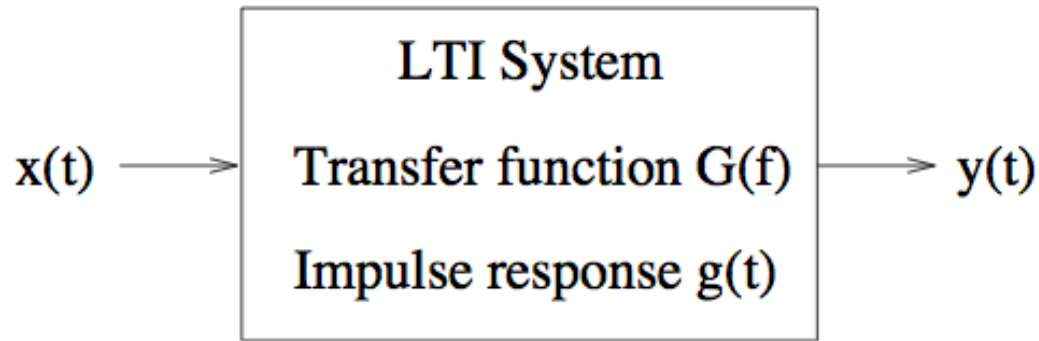 LTI System
x(t)
Transfer function G(f)
y(t)
Impulse response g(t)